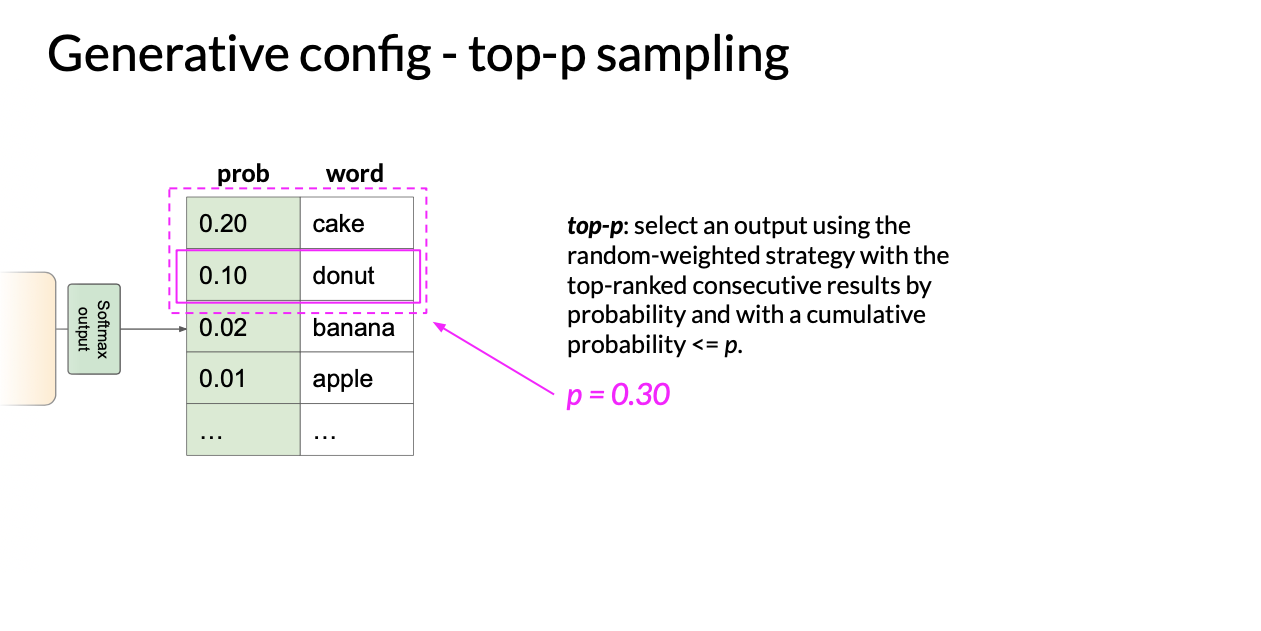 Generative config - top-p sampling
prob word
0.20 cake
0.10 donut
0.02 banana
0.01 apple
... ...
Softmax
output
top-p: select an output using the
random-weighted strategy with the
top-ranked consecutive results by
probability and with a cumulative
probability <= p.
p = 0.30